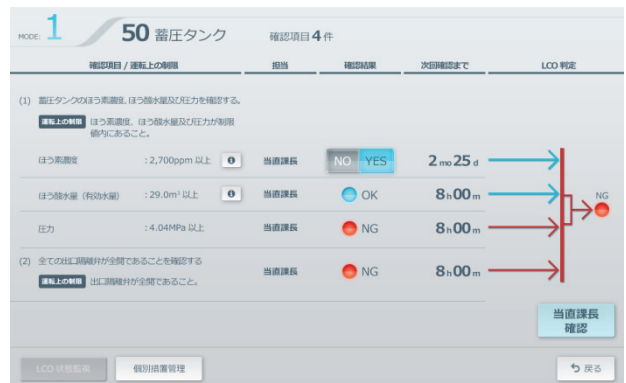 MODE: 1 50 蓄圧タンク 確認項目 4 件
確認項目 / 運転上の制限 担当 確認結果 次回確認まで LCO 判定
(1) 蓄圧タンクのほう素濃度、ほう酸水量及び圧力を確認する。
運転上の制限 ほう素濃度、ほう酸水量及び圧力が制限
値内にあること。
ほう素濃度 : 2,700ppm 以上 当直課長 NO YES 2 mo 25 d
ほう酸水量 (有効水量) : 29.0m³ 以上 当直課長 OK 8 h 00 m NG
圧力 : 4.04MPa 以上 当直課長 NG 8 h 00 m
(2) 全ての出口隔離弁が全開であることを確認する
運転上の制限 出口隔離弁が全開であること。 当直課長 NG 8 h 00 m
当直課長
確認
LCO 状態監視 個別措置管理 戻る